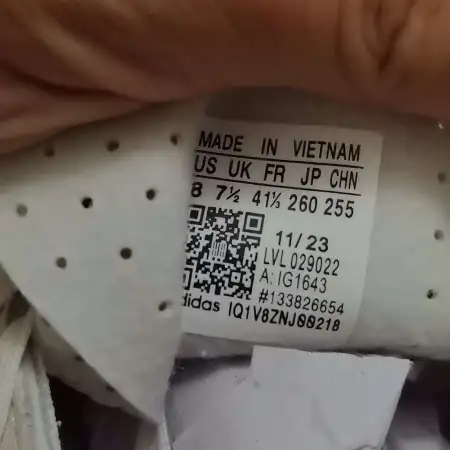 MADE IN VIETNAM
US UK FR JP CHN
8 7½ 41⅓ 260 255
11/23
LVL 029022
A: IG1643
#133826654
adidas IQ1V8ZNJ00218